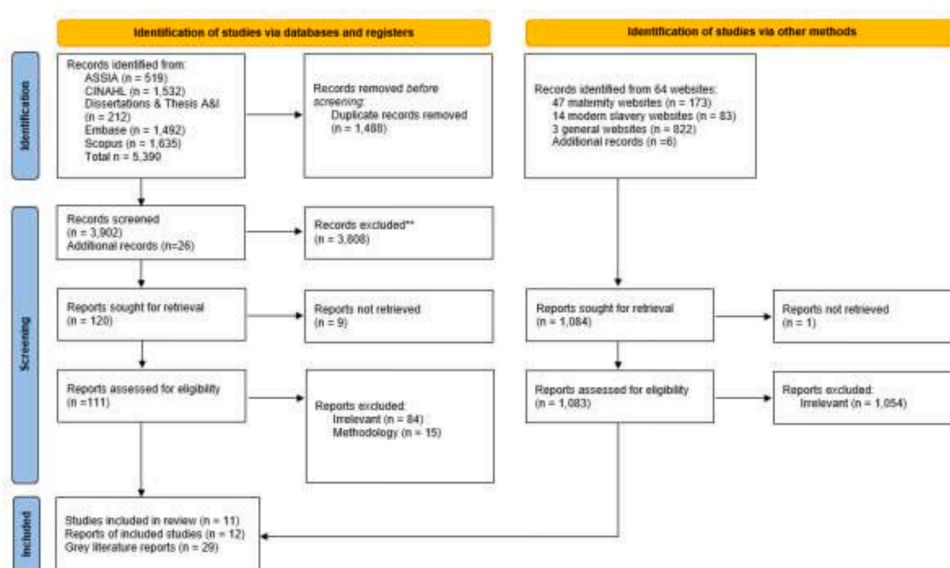 Identification of studies via databases and registers
Identification of studies via other methods
Identification
Records identified from:
ASSIA (n = 519)
CINAHL (n = 1,532)
Dissertations & Thesis A&I
(n = 212)
Embase (n = 1,492)
Scopus (n = 1,635)
Total n = 5,390
Records removed before
screening:
Duplicate records removed
(n = 1,488)
Records identified from 64 websites:
47 maternity websites (n = 173)
14 modern slavery websites (n = 83)
3 general websites (n = 822)
Additional records (n=6)
Screening
Records screened
(n = 3,902)
Additional records (n=26)
Records excluded**
(n = 3,808)
Reports sought for retrieval
(n = 120)
Reports not retrieved
(n = 9)
Reports sought for retrieval
(n = 1,084)
Reports not retrieved
(n = 1)
Reports assessed for eligibility
(n =111)
Reports excluded:
Irrelevant (n = 84)
Methodology (n = 15)
Reports assessed for eligibility
(n = 1,083)
Reports excluded:
Irrelevant (n = 1,054)
Included
Studies included in review (n = 11)
Reports of included studies (n = 12)
Grey literature reports (n = 29)